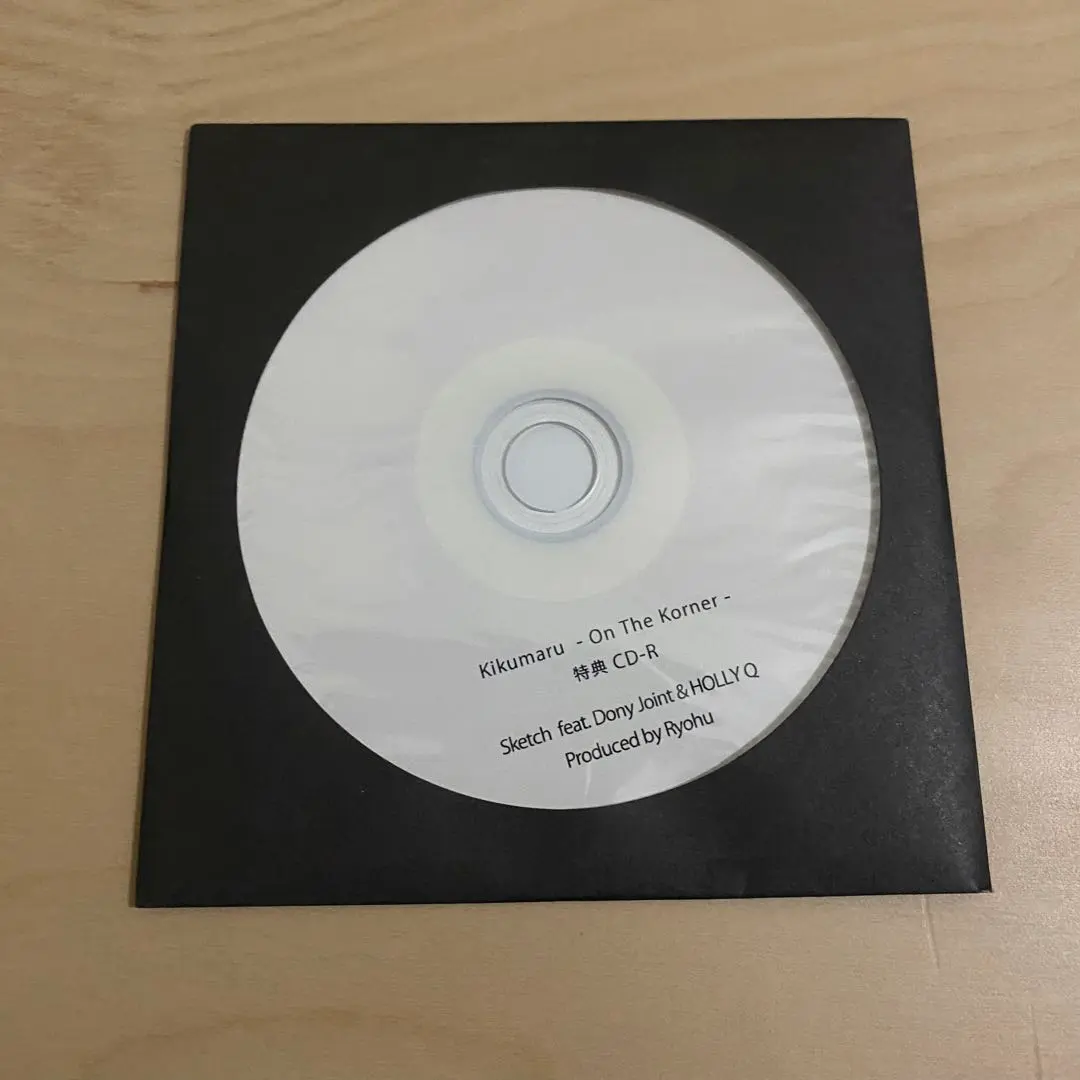 Kikumaru - On The Korner -
特典 CD-R
Sketch feat. Dony Joint & HOLLY Q
Produced by Ryohu